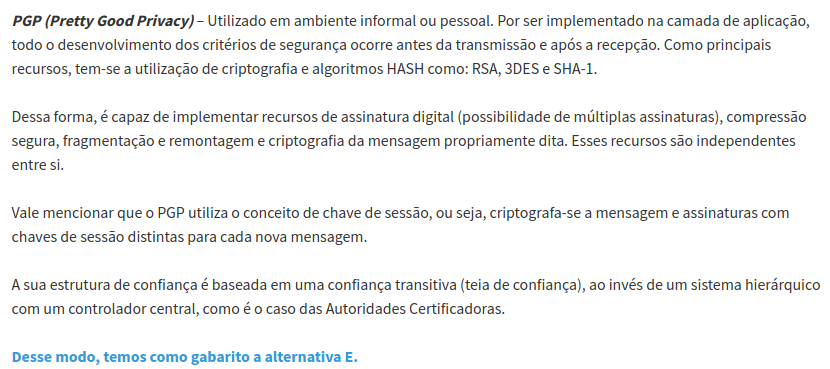 PGP (Pretty Good Privacy) – Utilizado em ambiente informal ou pessoal. Por ser implementado na camada de aplicação,
todo o desenvolvimento dos critérios de segurança ocorre antes da transmissão e após a recepção. Como principais
recursos, tem-se a utilização de criptografia e algoritmos HASH como: RSA, 3DES e SHA-1.
Dessa forma, é capaz de implementar recursos de assinatura digital (possibilidade de múltiplas assinaturas), compressão
segura, fragmentação e remontagem e criptografia da mensagem propriamente dita. Esses recursos são independentes
entre si.
Vale mencionar que o PGP utiliza o conceito de chave de sessão, ou seja, criptografa-se a mensagem e assinaturas com
chaves de sessão distintas para cada nova mensagem.
A sua estrutura de confiança é baseada em uma confiança transitiva (teia de confiança), ao invés de um sistema hierárquico
com um controlador central, como é o caso das Autoridades Certificadoras.
Desse modo, temos como gabarito a alternativa E.